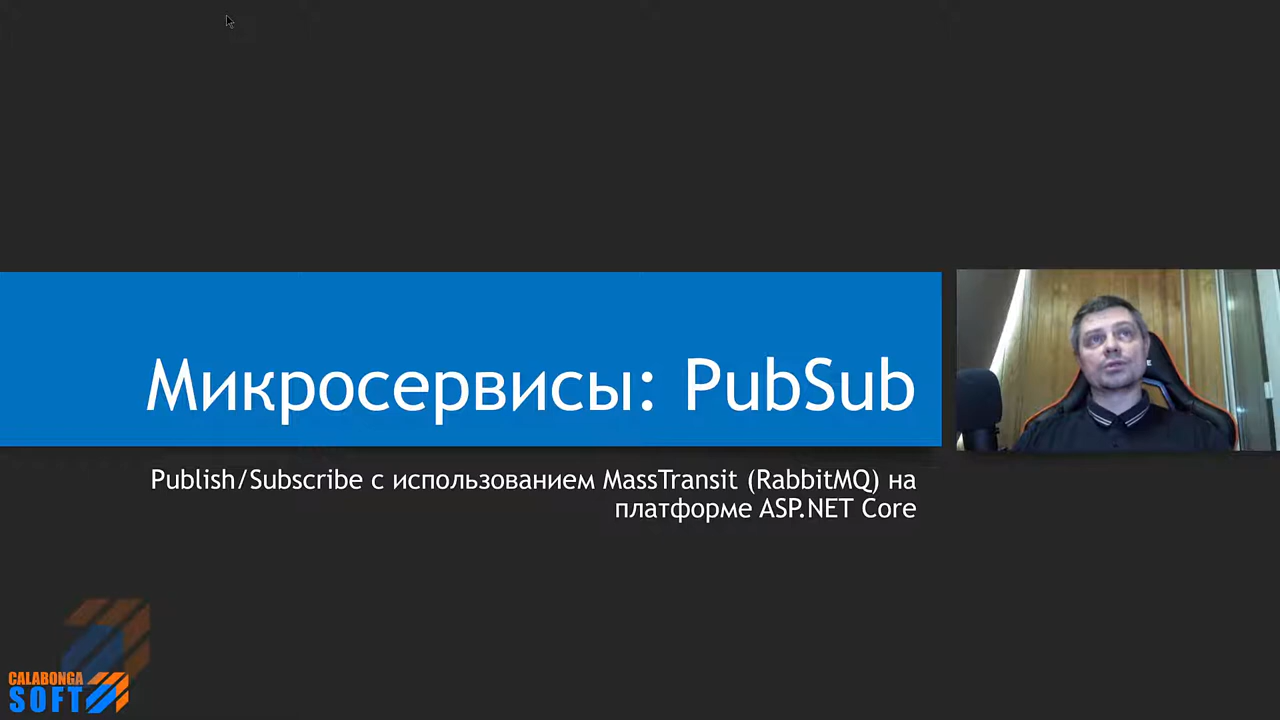 Микросервисы: PubSub
Publish/Subscribe с использованием MassTransit (RabbitMQ) на
платформе ASP.NET Core
CALABONGA
SOFT